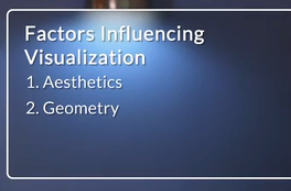 Factors Influencing
Visualization
1. Aesthetics
2. Geometry